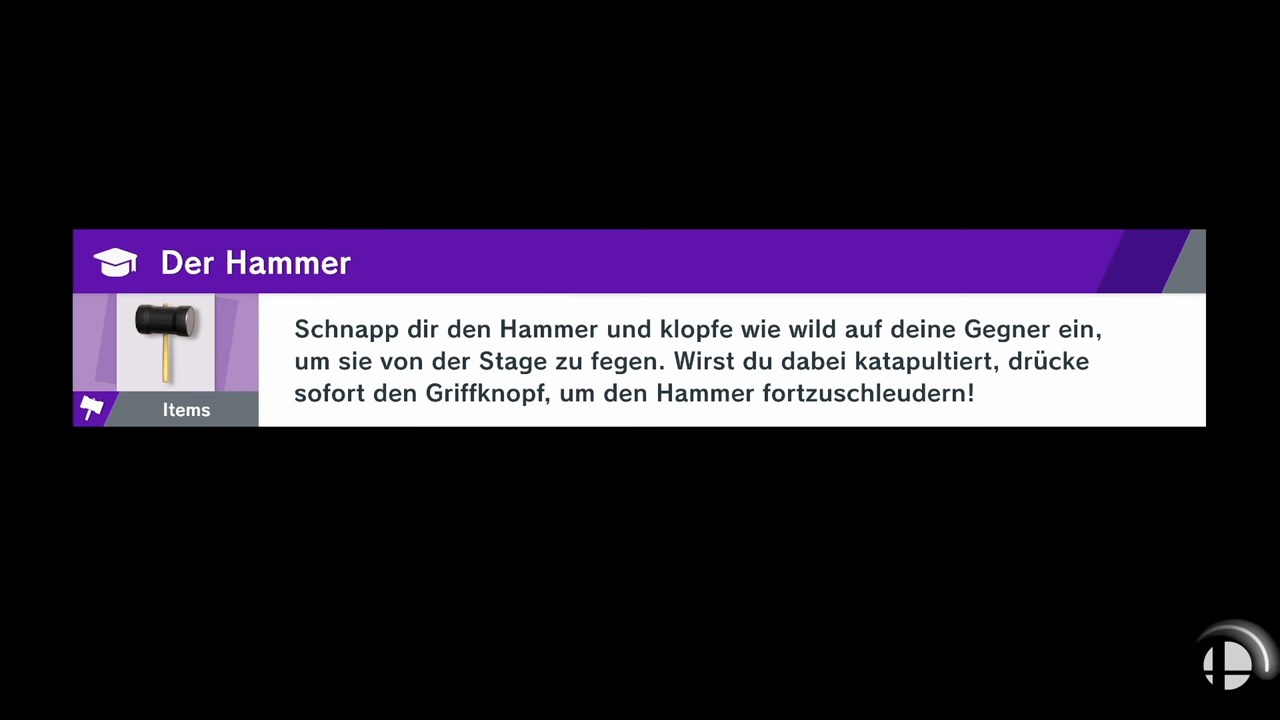 Der Hammer
Schnapp dir den Hammer und klopfe wie wild auf deine Gegner ein,
um sie von der Stage zu fegen. Wirst du dabei katapultiert, drücke
sofort den Griffknopf, um den Hammer fortzuschleudern!
Items